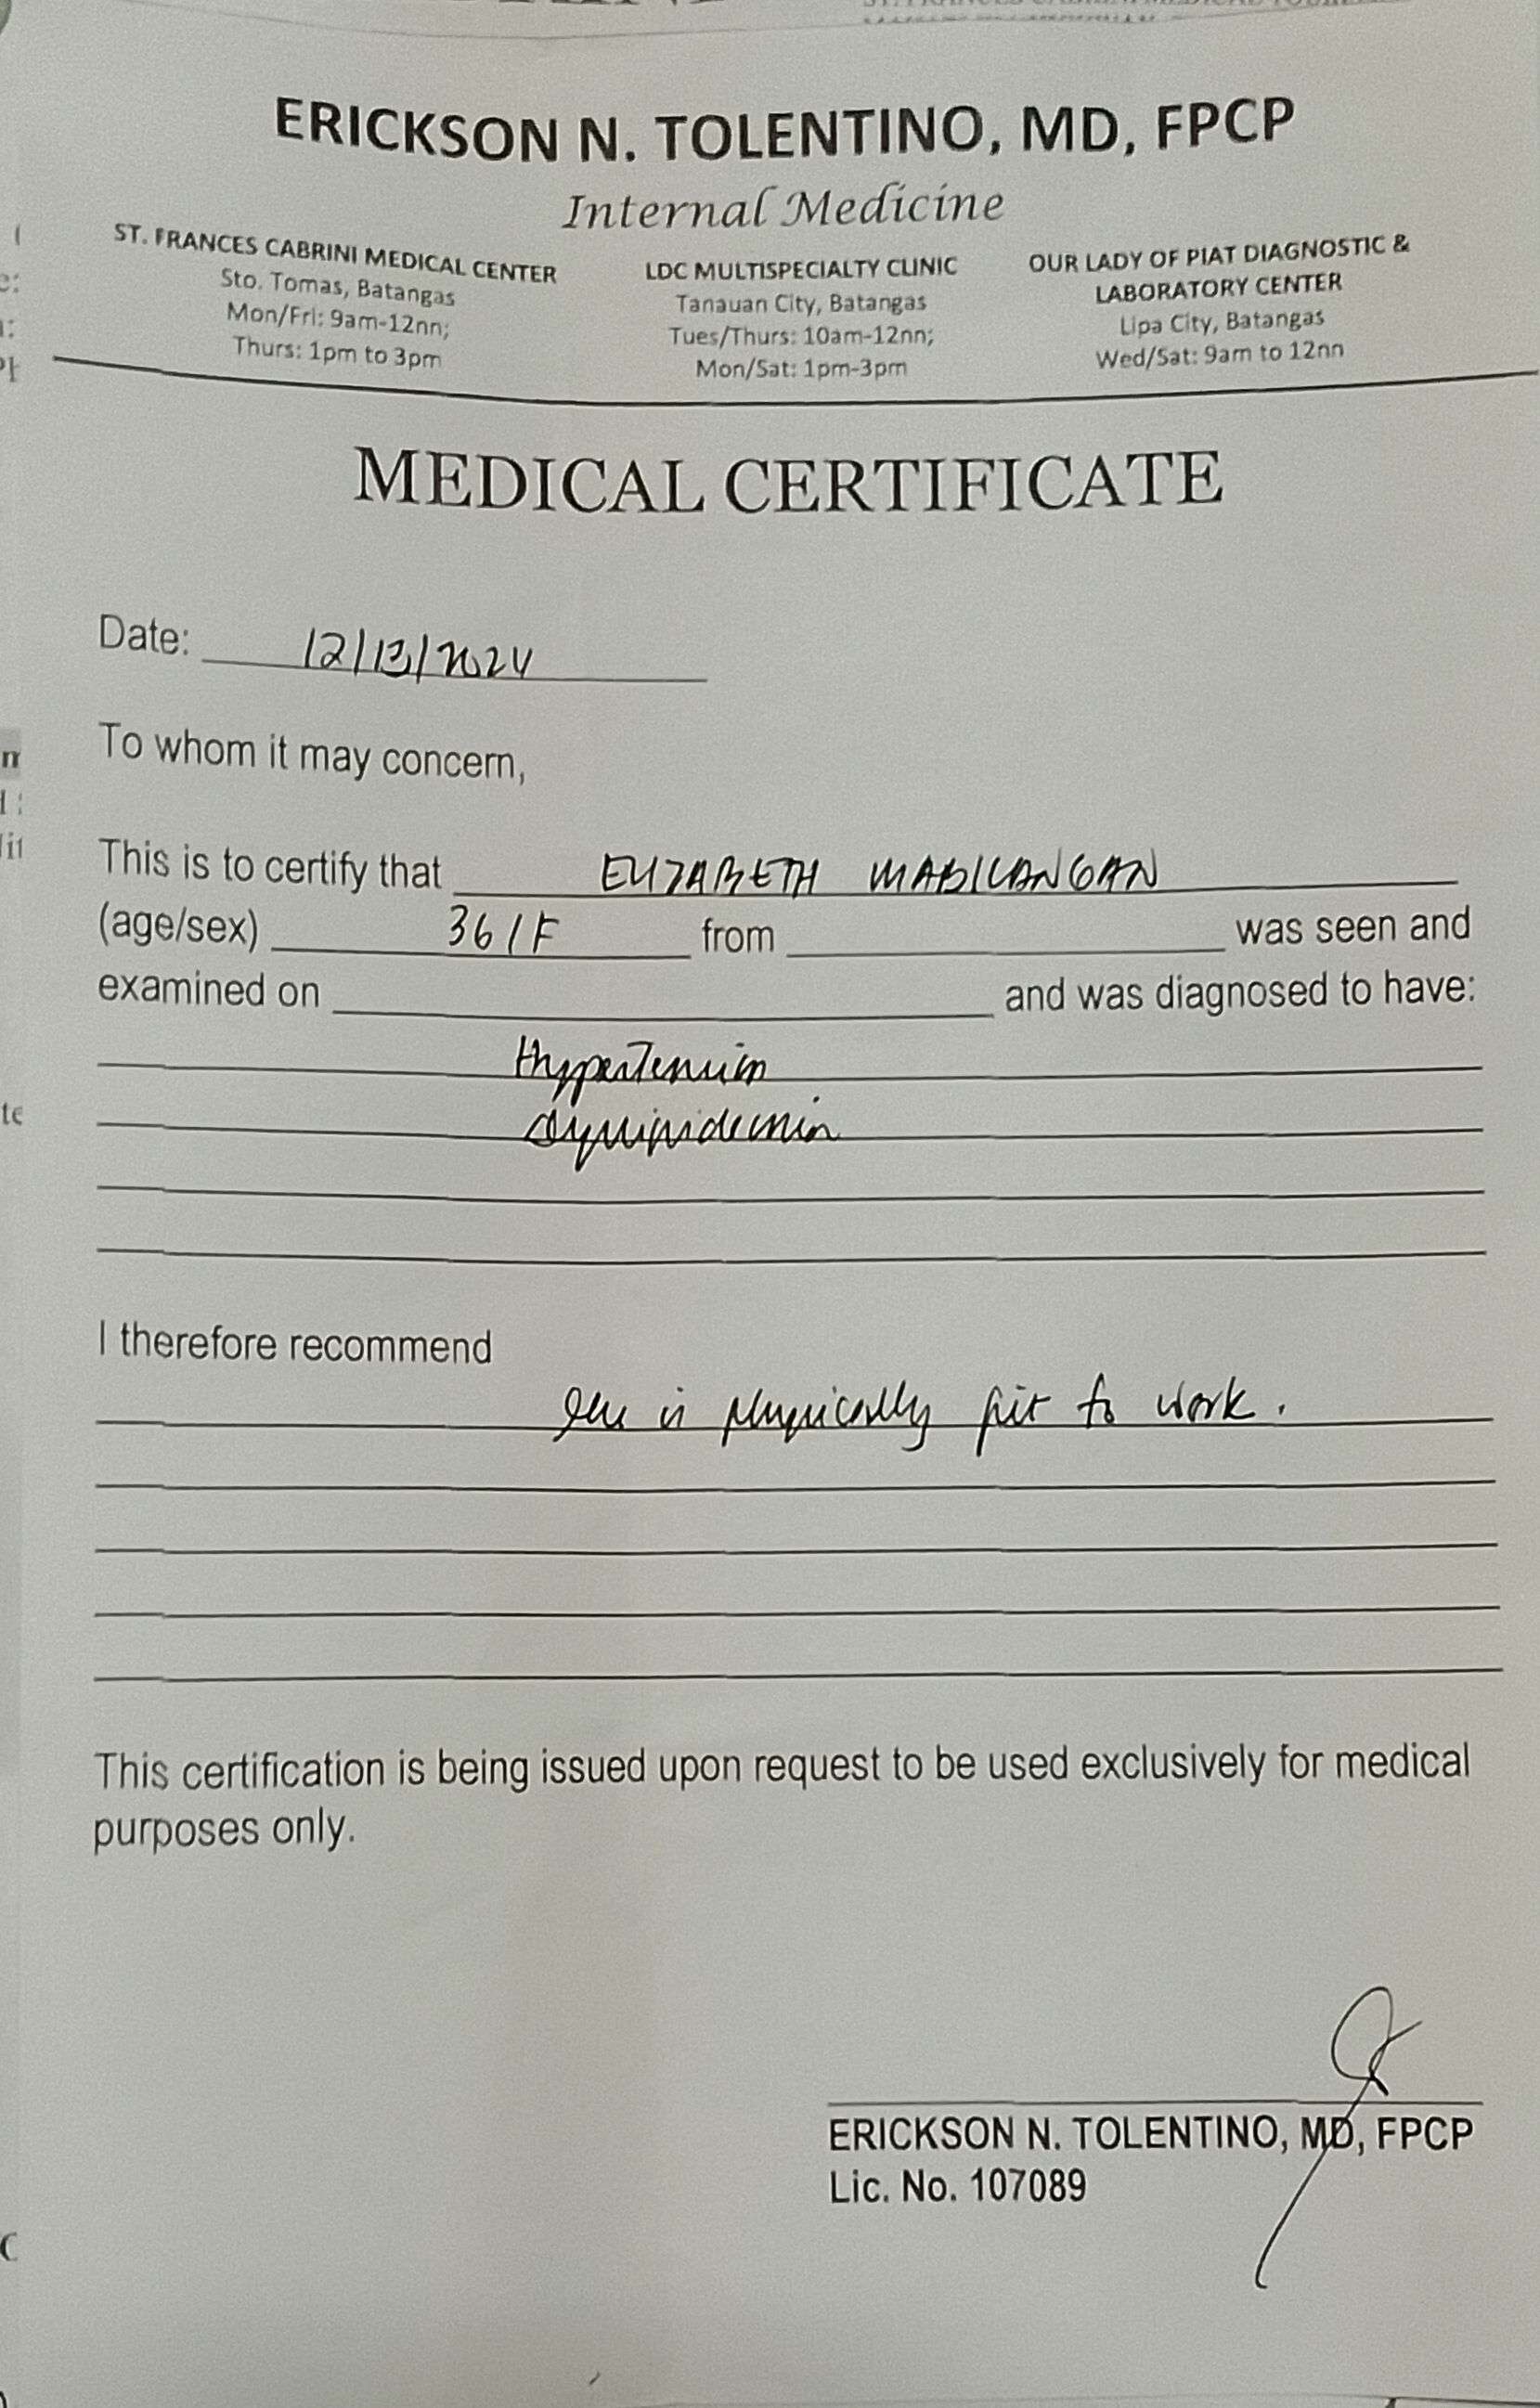 ERICKSON N. TOLENTINO, MD, FPCP
Internal Medicine
ST. FRANCES CABRINI MEDICAL CENTER
Sto. Tomas, Batangas
Mon/Fri: 9am-12nn;
Thurs: 1pm to 3pm
LDC MULTISPECIALTY CLINIC
Tanauan City, Batangas
Tues/Thurs: 10am-12nn;
Mon/Sat: 1pm-3pm
OUR LADY OF PIAT DIAGNOSTIC &
LABORATORY CENTER
Lipa City, Batangas
Wed/Sat: 9am to 12nn
MEDICAL CERTIFICATE
Date: 12/13/2024
To whom it may concern,
This is to certify that ELIZABETH MABILANGAN
(age/sex) 36/F from was seen and
examined on and was diagnosed to have:
Hypertension
Dyslipidemia
I therefore recommend
She is physically fit to work.
This certification is being issued upon request to be used exclusively for medical
purposes only.
ERICKSON N. TOLENTINO, MD, FPCP
Lic. No. 107089